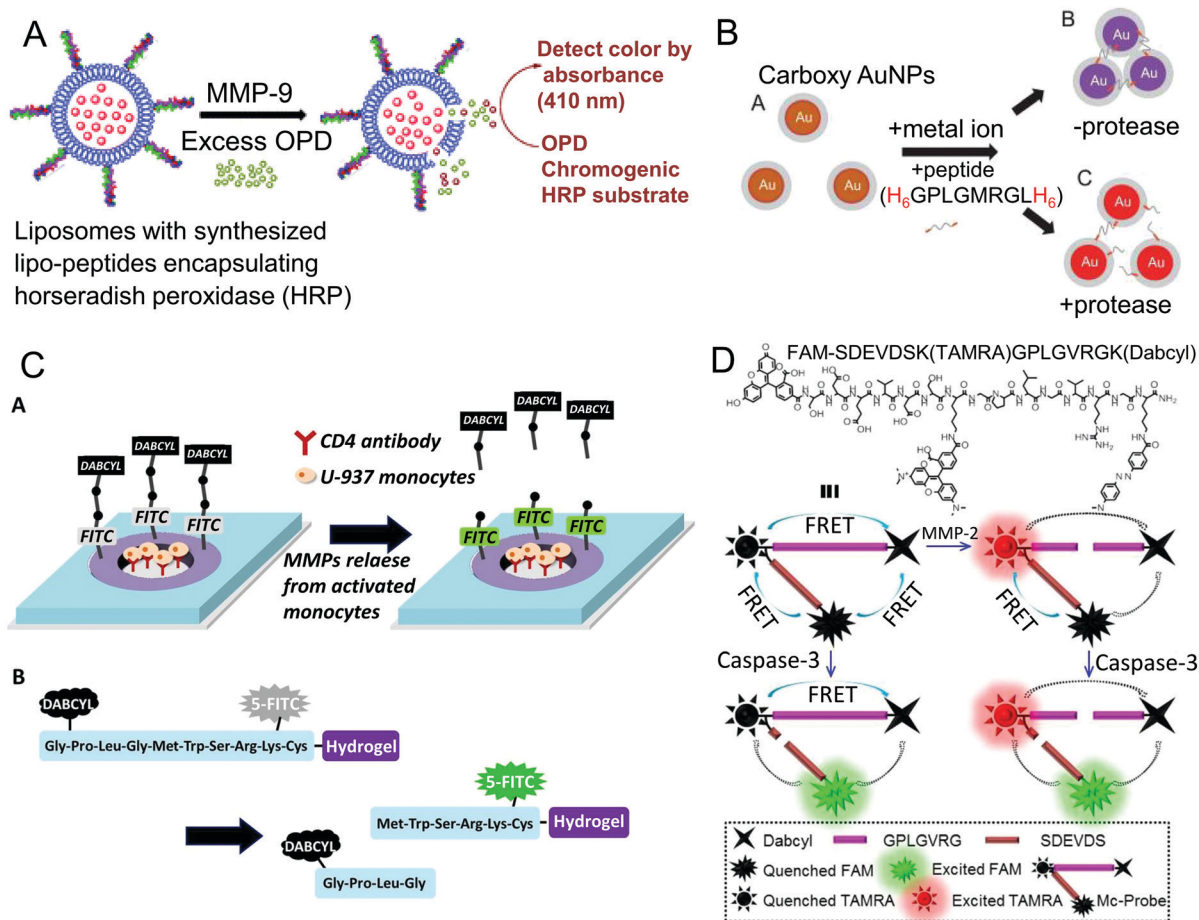 A
MMP-9
Excess OPD
Detect color by
absorbance
(410 nm)
OPD
Chromogenic
HRP substrate
Liposomes with synthesized
lipo-peptides encapsulating
horseradish peroxidase (HRP)
B
Carboxy AuNPs
A
Au
Au
Au
+metal ion
+peptide
(H6GPLGMRGLH6)
B
Au
Au
Au
-protease
C
Au
Au
Au
+protease
C
A
DABCYL
DABCYL
DABCYL
FITC
FITC
FITC
CD4 antibody
U-937 monocytes
MMPs relaese
from activated
monocytes
DABCYL
DABCYL
DABCYL
FITC
FITC
FITC
B
DABCYL
5-FITC
Gly-Pro-Leu-Gly-Met-Trp-Ser-Arg-Lys-Cys
Hydrogel
5-FITC
Met-Trp-Ser-Arg-Lys-Cys
Hydrogel
DABCYL
Gly-Pro-Leu-Gly
D
FAM-SDEVDSK(TAMRA)GPLGVRGK(Dabcyl)
FRET
FRET
FRET
MMP-2
FRET
Caspase-3
Caspase-3
FRET
Dabcyl
GPLGVRG
SDEVDS
Quenched FAM
Excited FAM
Quenched TAMRA
Excited TAMRA
Mc-Probe